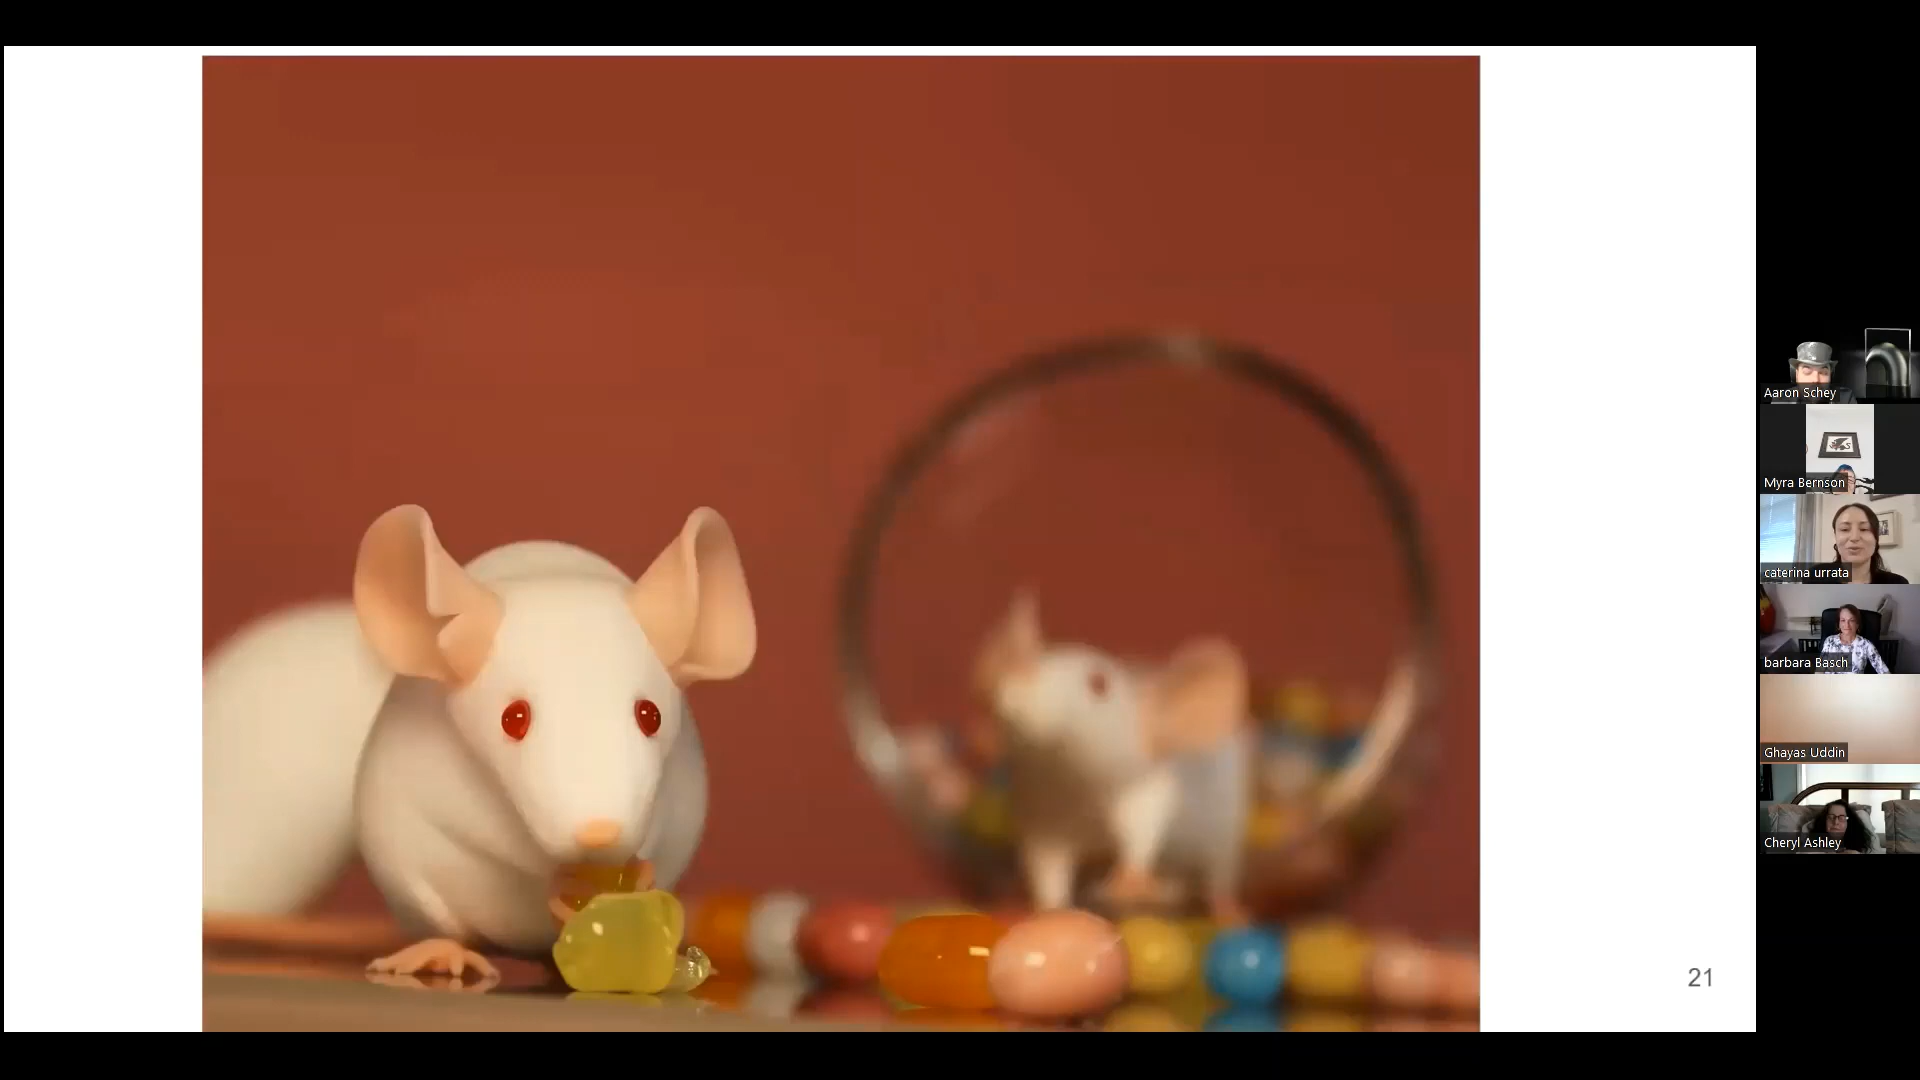 21
Aaron Schey
Myra Bernson
caterina urrata
barbara Basch
Ghayas Uddin
Cheryl Ashley